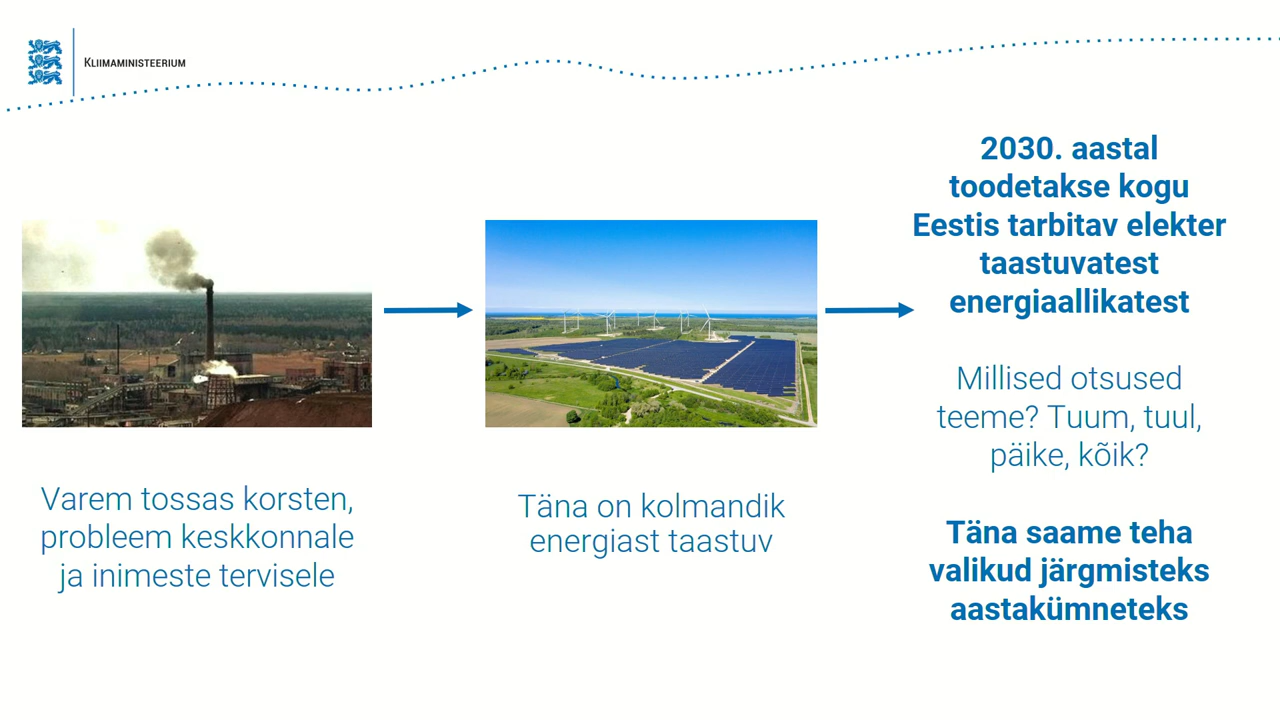 KLIIMAMINISTEERIUM
Varem tossas korsten,
probleem keskkonnale
ja inimeste tervisele
Täna on kolmandik
energiast taastuv
2030. aastal
toodetakse kogu
Eestis tarbitav elekter
taastuvatest
energiaallikatest
Millised otsused
teeme? Tuum, tuul,
päike, kõik?
Täna saame teha
valikud järgmisteks
aastakümneteks